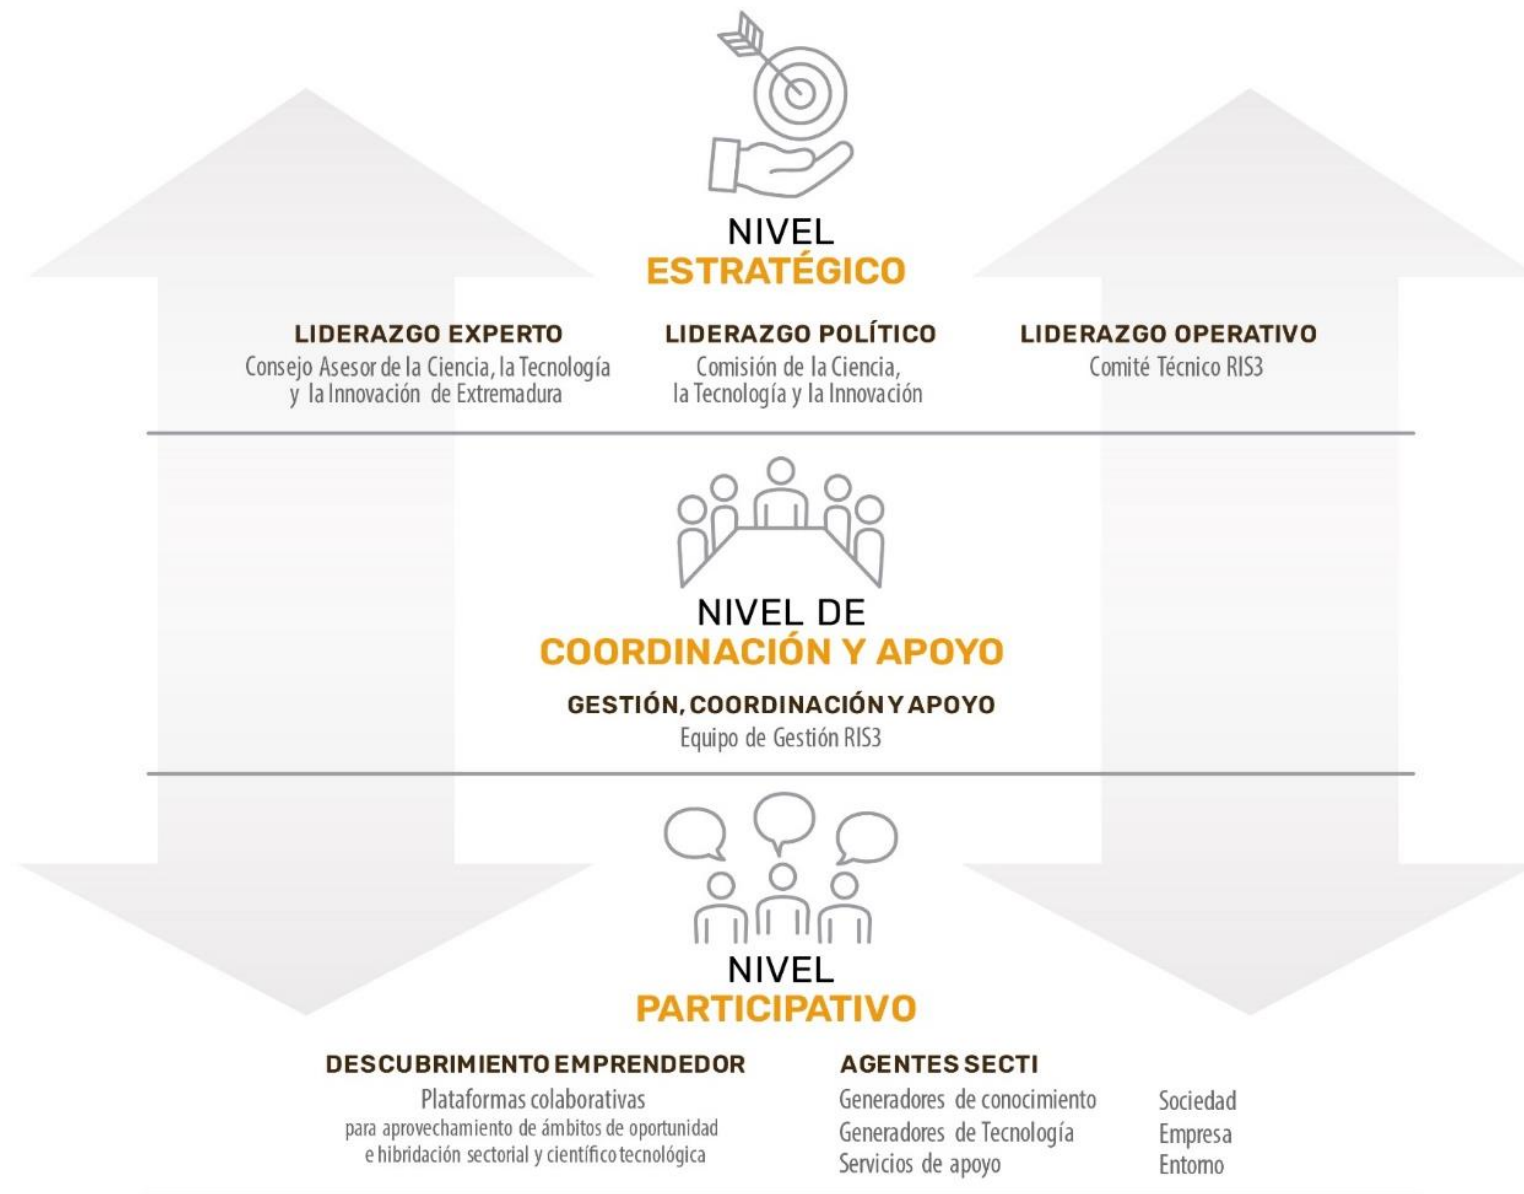 NIVEL
ESTRATÉGICO
LIDERAZGO EXPERTO
Consejo Asesor de la Ciencia, la Tecnología
y la Innovación de Extremadura
LIDERAZGO POLÍTICO
Comisión de la Ciencia,
la Tecnología y la Innovación
LIDERAZGO OPERATIVO
Comité Técnico RIS3
NIVEL DE
COORDINACIÓN Y APOYO
GESTIÓN, COORDINACIÓN Y APOYO
Equipo de Gestión RIS3
NIVEL
PARTICIPATIVO
DESCUBRIMIENTO EMPRENDEDOR
Plataformas colaborativas
para aprovechamiento de ámbitos de oportunidad
e hibridación sectorial y científico tecnológica
AGENTES SECTI
Generadores de conocimiento
Generadores de Tecnología
Servicios de apoyo
Sociedad
Empresa
Entorno